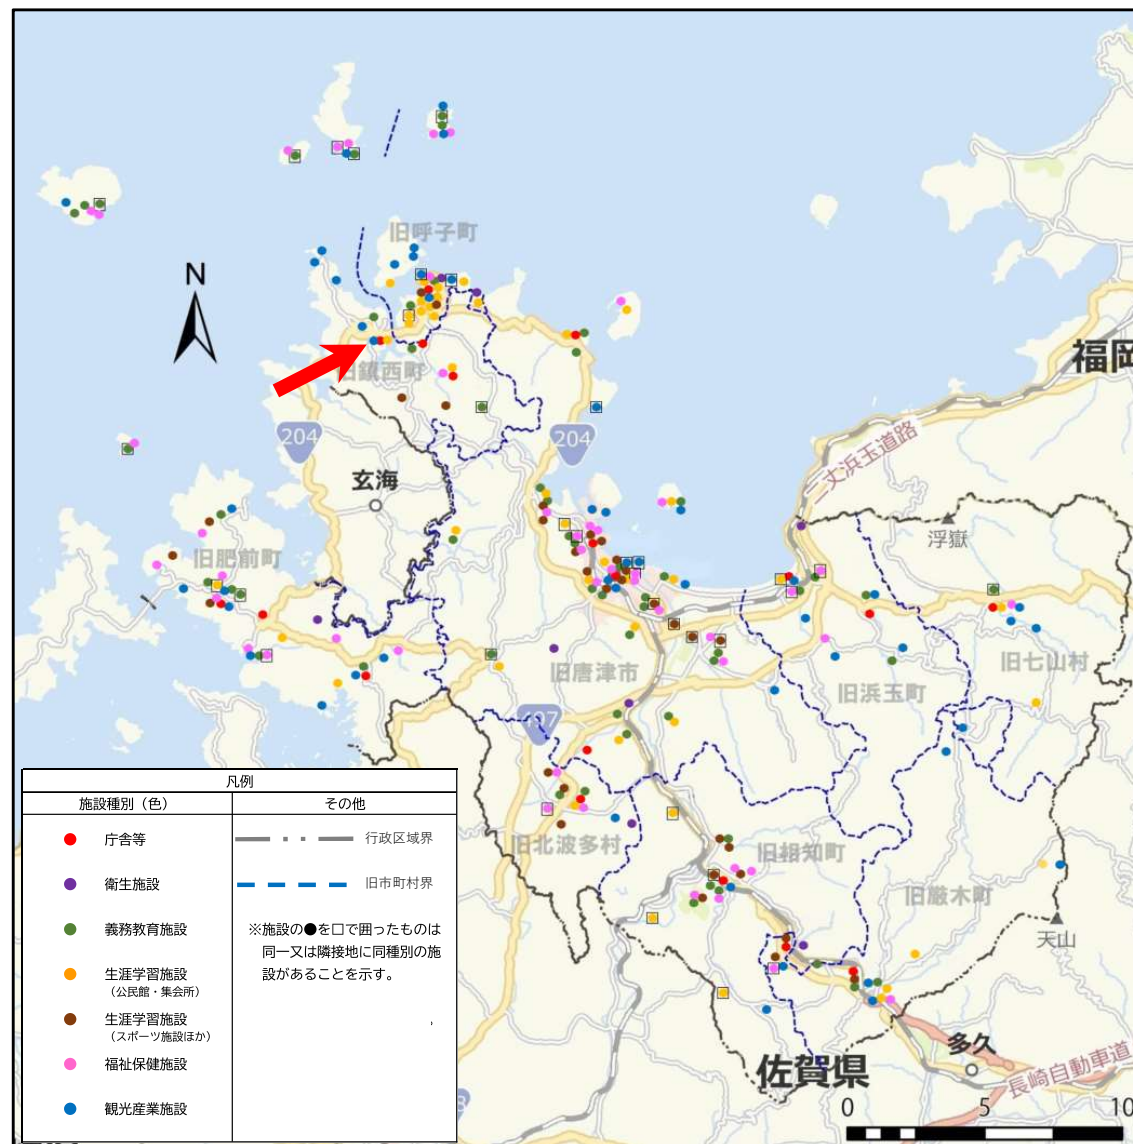 N
旧呼子町
福岡
旧鎮西町
204
204
玄海
浮嶽
旧肥前町
旧七山村
旧唐津市
旧浜玉町
497
旧北波多村
旧相知町
旧厳木町
天山
多久
佐賀県
長崎自動車道
0 5 10
凡例
施設種別（色） その他
庁舎等 行政区域界
衛生施設 旧市町村界
義務教育施設
※施設の●を□で囲ったものは
同一又は隣接地に同種別の施
設があることを示す。
生涯学習施設
（公民館・集会所）
生涯学習施設
（スポーツ施設ほか）
福祉保健施設
観光産業施設